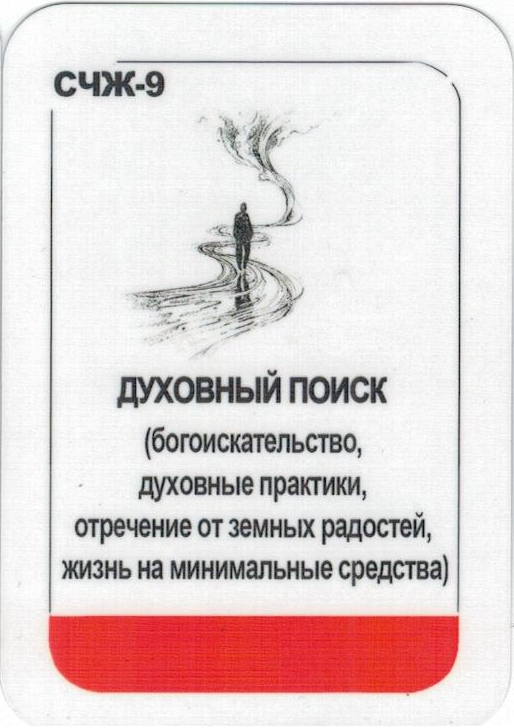 СЧЖ-9
ДУХОВНЫЙ ПОИСК
(богоискательство,
духовные практики,
отречение от земных радостей,
жизнь на минимальные средства)